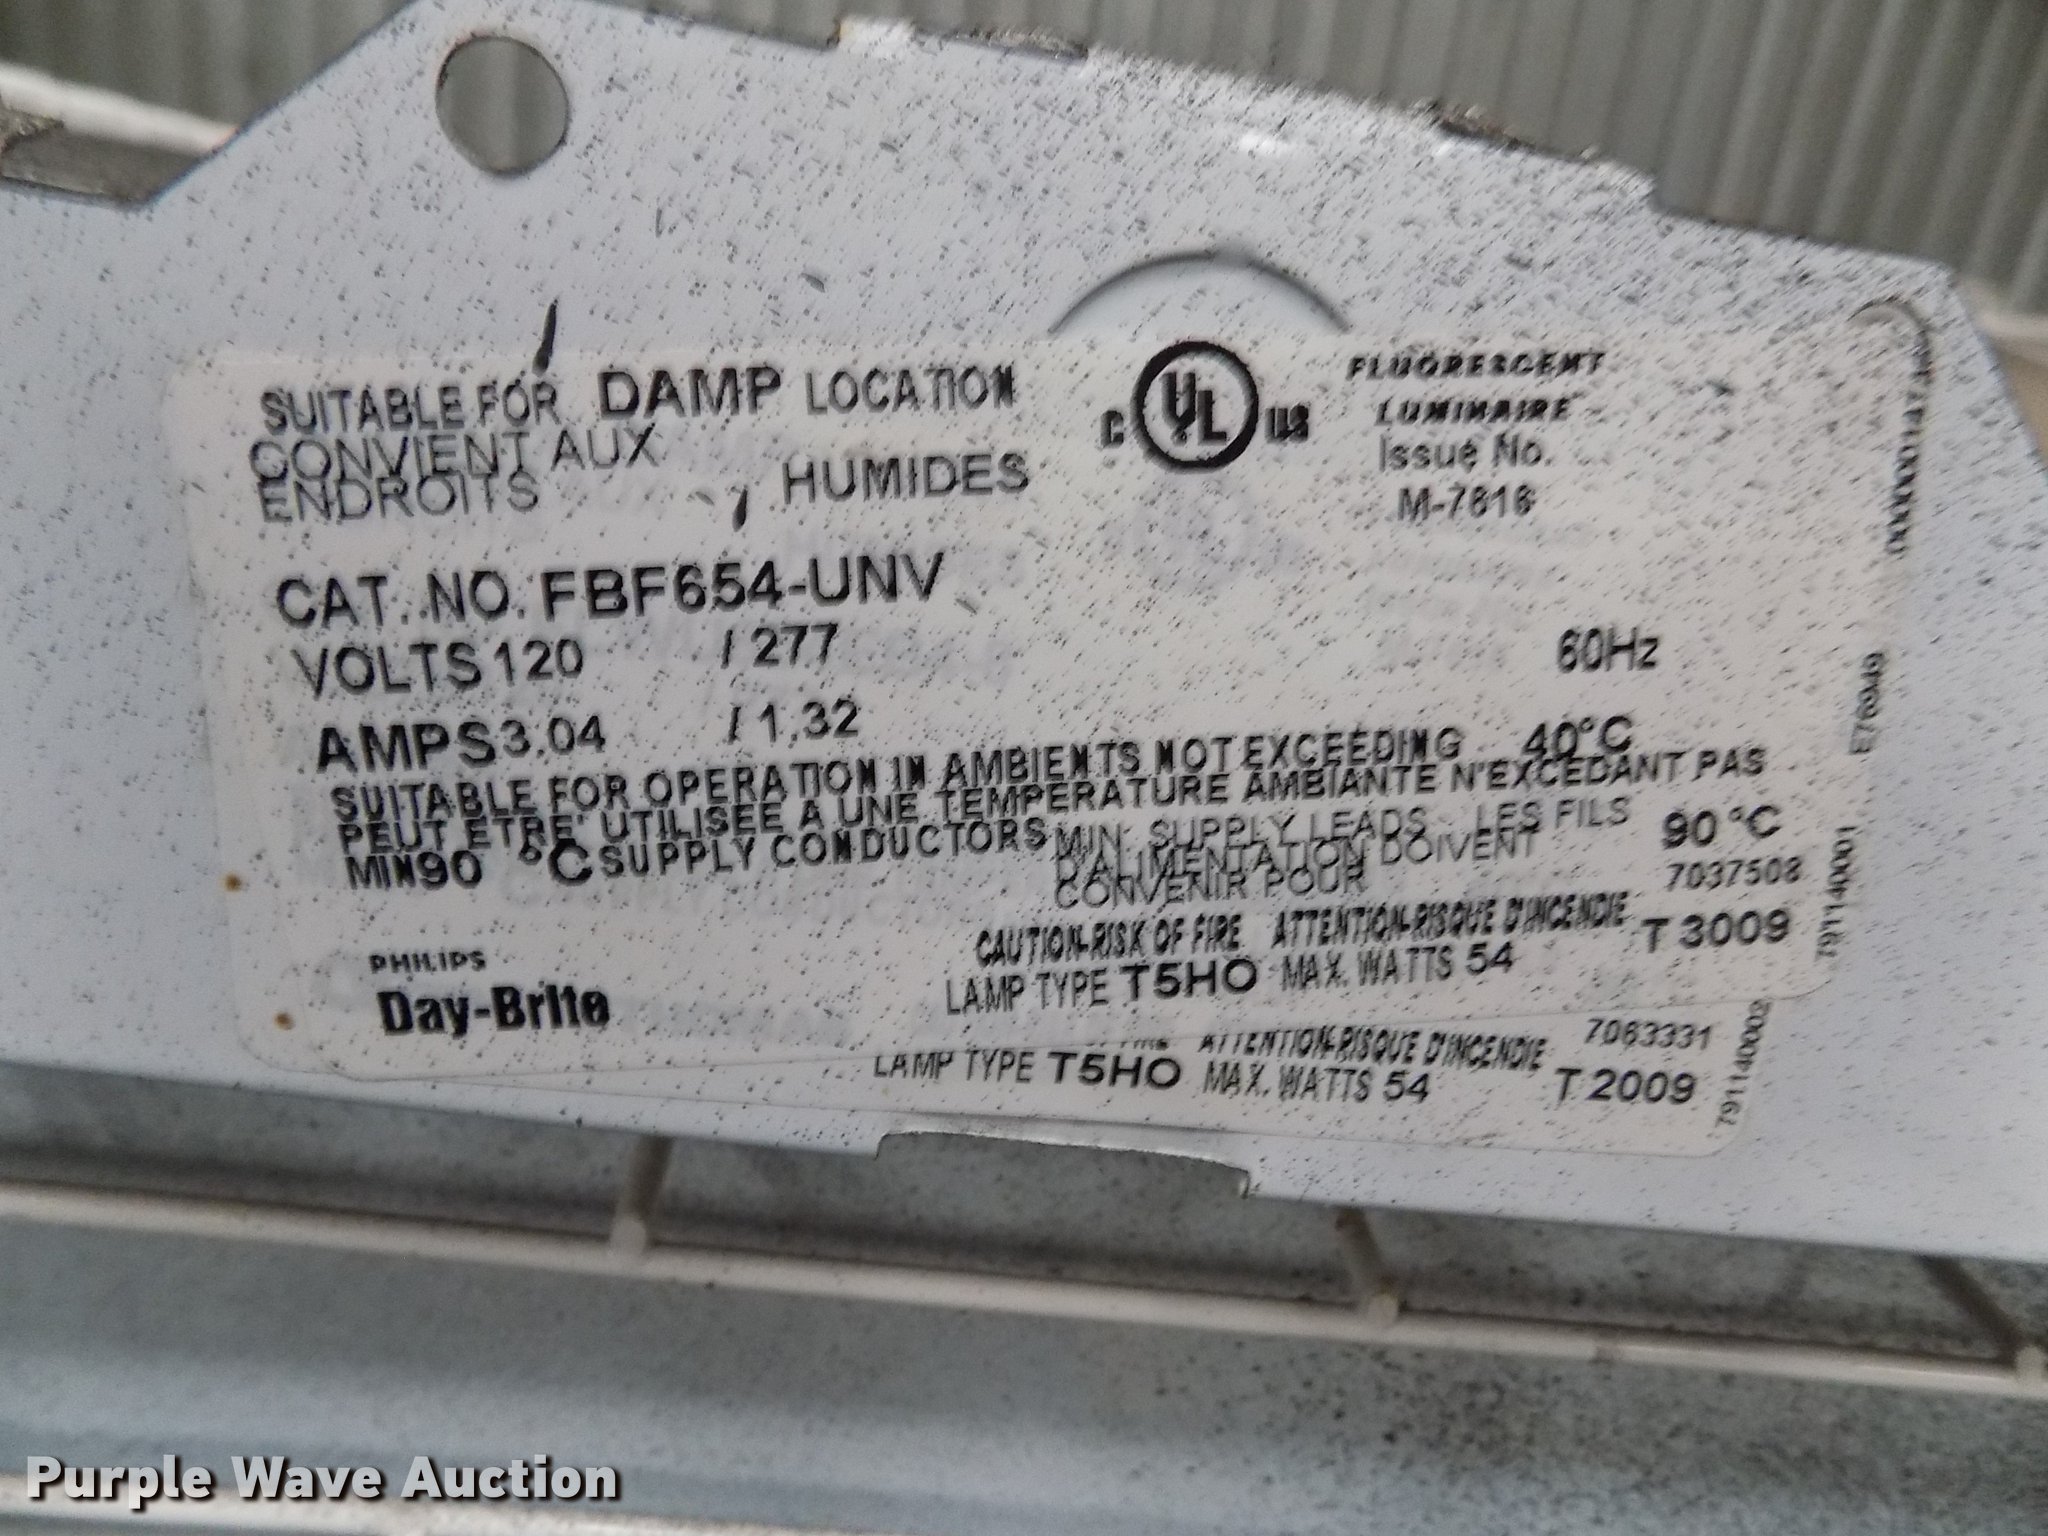 SUITABLE FOR DAMP LOCATION
CONVIENT AUX
ENDROITS HUMIDES
C UL US
FLUORESCENT
LUMINAIRE
Issue No.
CAT. NO. FBF654-UNV
VOLTS 120 / 277 60Hz
AMPS 3.04 / 1.32
SUITABLE FOR OPERATION IN AMBIENTS NOT EXCEEDING 40°C
PEUT ETRE UTILISEE A UNE TEMPERATURE AMBIANTE N'EXCEDANT PAS
MIN 90 °C SUPPLY CONDUCTORS
MIN. SUPPLY LEADS LES FILS
D'ALIMENTATION DOIVENT
CONVENIR POUR
90 °C
7037508
CAUTION-RISK OF FIRE ATTENTION-RISQUE D'INCENDIE
T 3009
LAMP TYPE T5HO MAX. WATTS 54
PHILIPS
Day-Brite
ATTENTION-RISQUE D'INCENDIE 7063331
LAMP TYPE T5HO MAX. WATTS 54 T 2009
791140002
Purple Wave Auction